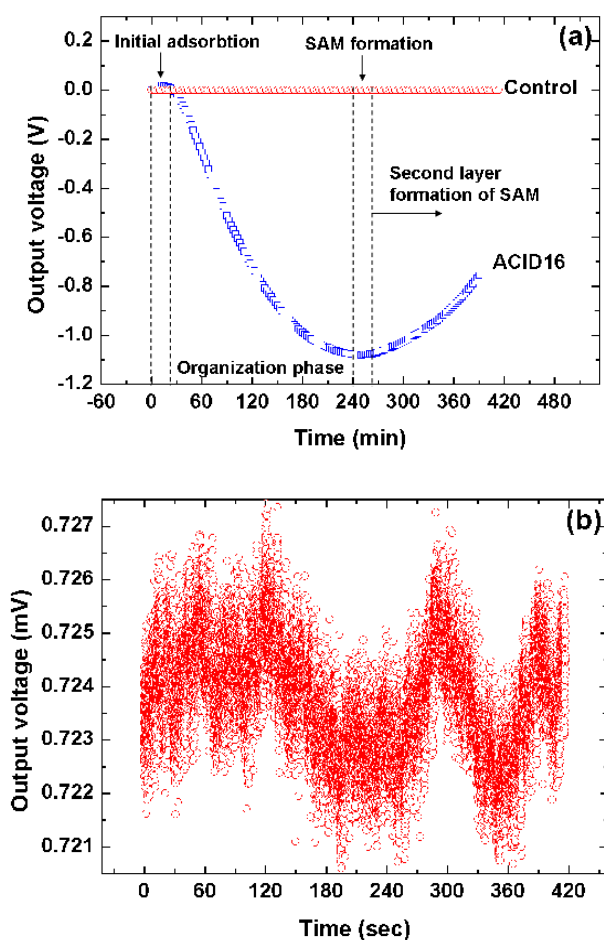 Initial adsorbtion
SAM formation
(a)
0.2
0.0
-0.2
-0.4
-0.6
-0.8
-1.0
-1.2
Output voltage (V)
Control
Second layer
formation of SAM
ACID16
Organization phase
-60 0 60 120 180 240 300 360 420 480
Time (min)
(b)
0.727
0.726
0.725
0.724
0.723
0.722
0.721
Output voltage (mV)
0 60 120 180 240 300 360 420
Time (sec)